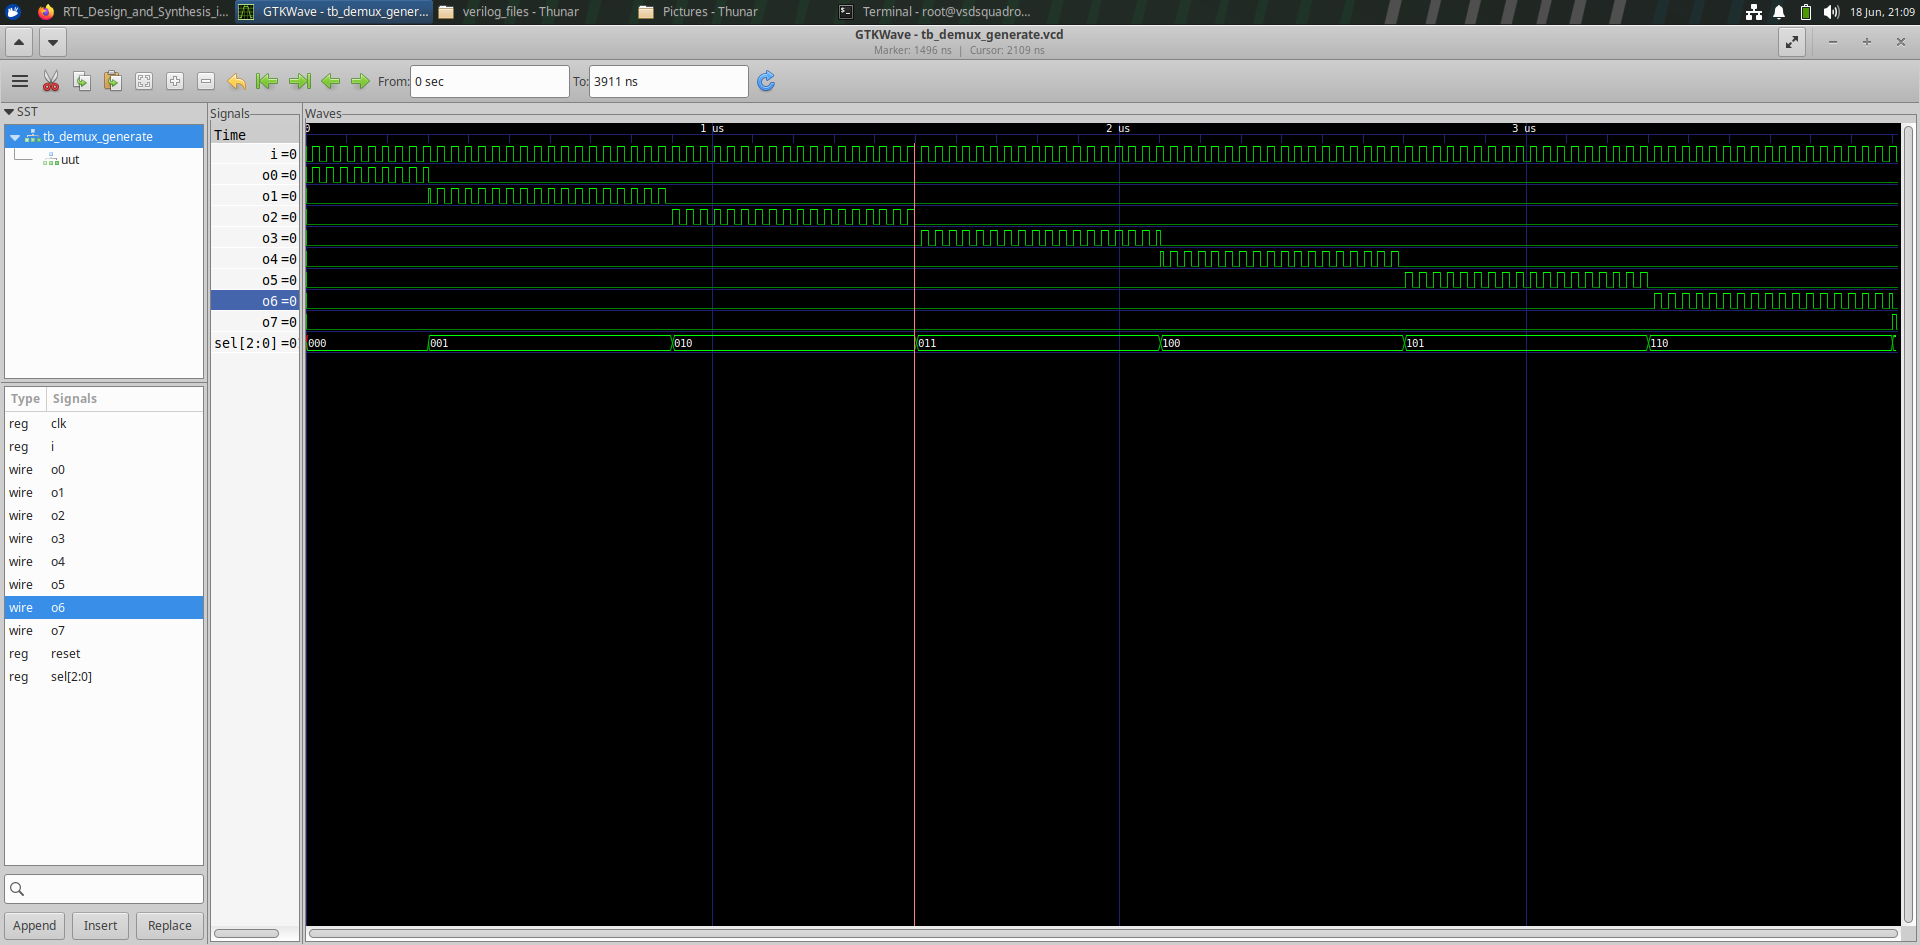 RTL_Design_and_Synthesis_i... GTKWave - tb_demux_gener... verilog_files - Thunar Pictures - Thunar Terminal - root@vsdsquadro... 18 Jun, 21:09
GTKWave - tb_demux_generate.vcd
Marker: 1496 ns | Cursor: 2109 ns
From: 0 sec To: 3911 ns
SST
tb_demux_generate
uut
Type Signals
reg clk
reg i
wire o0
wire o1
wire o2
wire o3
wire o4
wire o5
wire o6
wire o7
reg reset
reg sel[2:0]
Append Insert Replace
Signals
Time
i=0
o0=0
o1=0
o2=0
o3=0
o4=0
o5=0
o6=0
o7=0
sel[2:0]=0
Waves
0 1 us 2 us 3 us
000 001 010 011 100 101 110